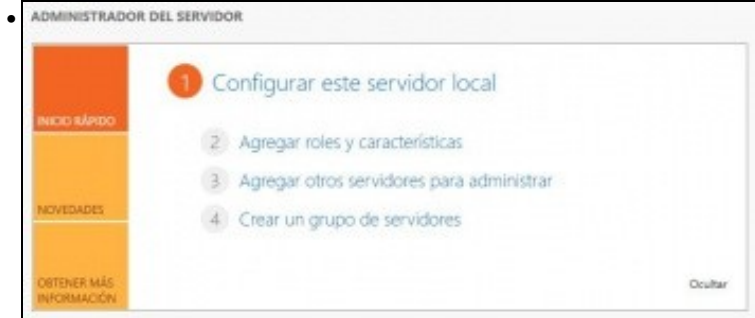 ADMINISTRADOR DEL SERVIDOR
INICIO RÁPIDO
1 Configurar este servidor local
2 Agregar roles y características
3 Agregar otros servidores para administrar
NOVEDADES
4 Crear un grupo de servidores
OBTENER MÁS
INFORMACIÓN
Ocultar